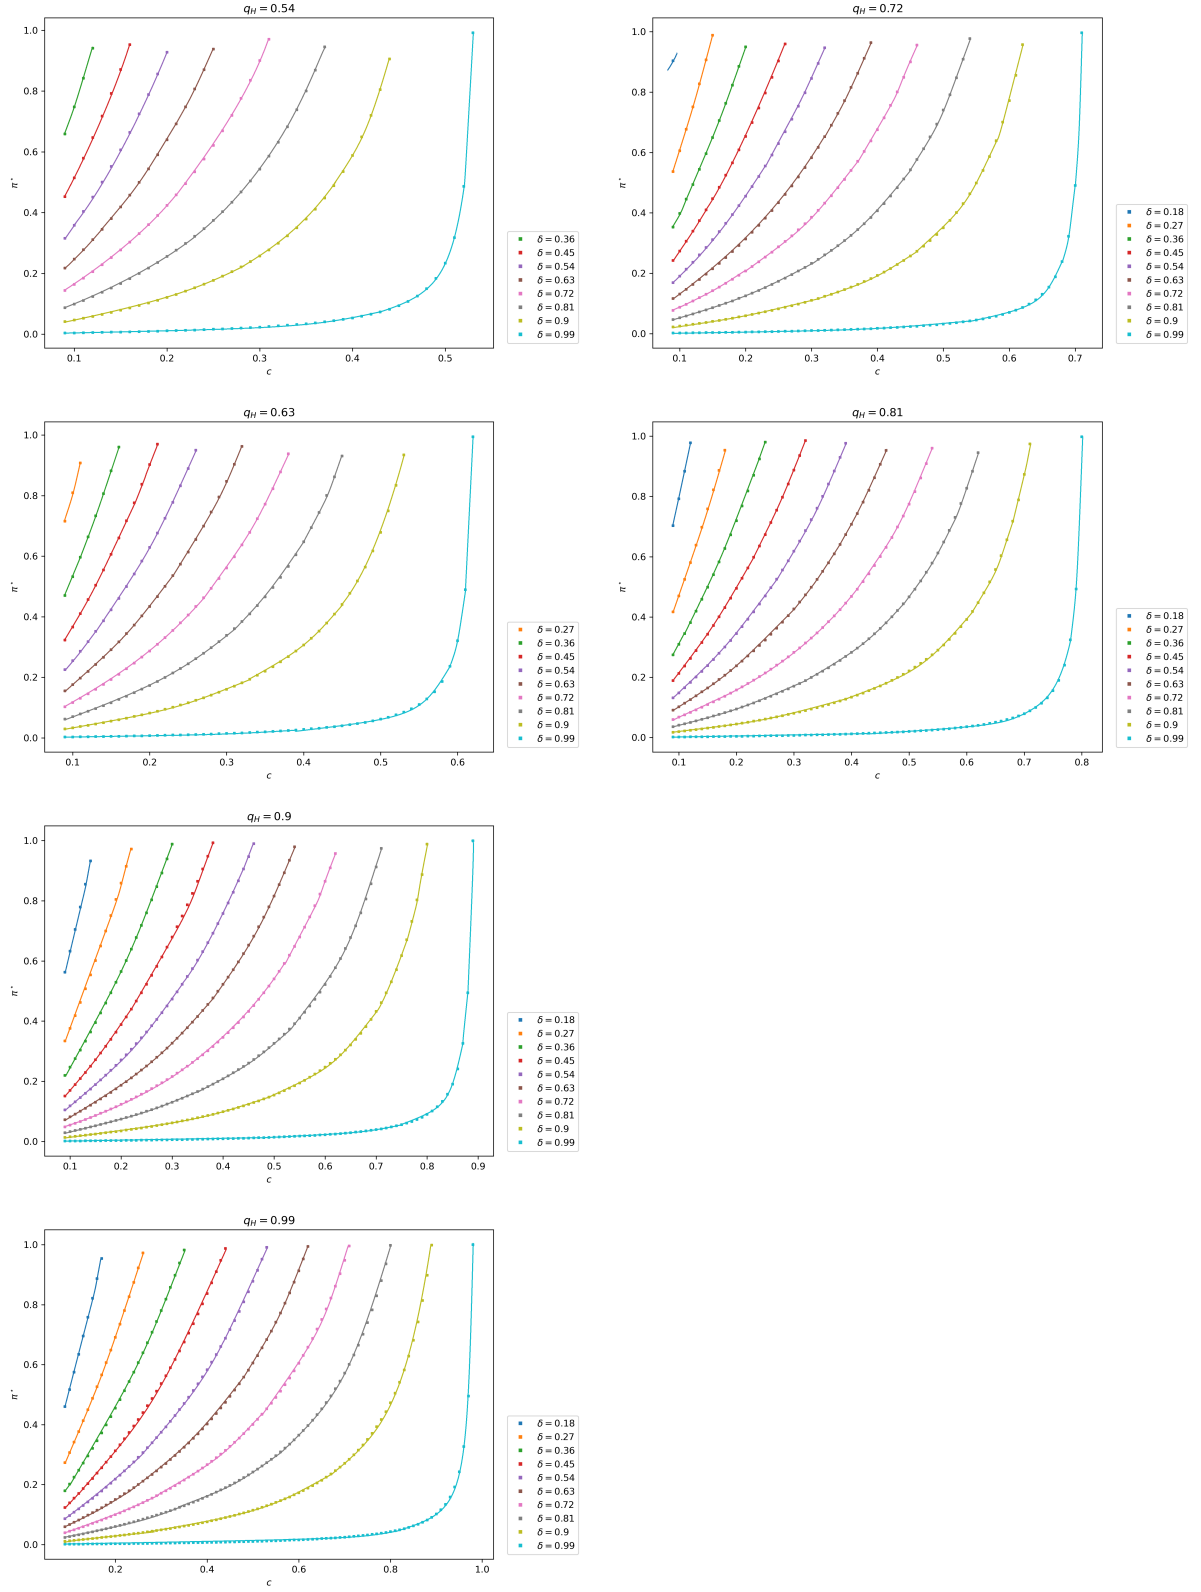 q_H = 0.54
1.0
0.8
0.6
0.4
0.2
0.0
π*
0.1 0.2 0.3 0.4 0.5
c
δ = 0.36
δ = 0.45
δ = 0.54
δ = 0.63
δ = 0.72
δ = 0.81
δ = 0.9
δ = 0.99
q_H = 0.72
1.0
0.8
0.6
0.4
0.2
0.0
π*
0.1 0.2 0.3 0.4 0.5 0.6 0.7
c
δ = 0.18
δ = 0.27
δ = 0.36
δ = 0.45
δ = 0.54
δ = 0.63
δ = 0.72
δ = 0.81
δ = 0.9
δ = 0.99
q_H = 0.63
1.0
0.8
0.6
0.4
0.2
0.0
π*
0.1 0.2 0.3 0.4 0.5 0.6
c
δ = 0.27
δ = 0.36
δ = 0.45
δ = 0.54
δ = 0.63
δ = 0.72
δ = 0.81
δ = 0.9
δ = 0.99
q_H = 0.81
1.0
0.8
0.6
0.4
0.2
0.0
π*
0.1 0.2 0.3 0.4 0.5 0.6 0.7 0.8
c
δ = 0.18
δ = 0.27
δ = 0.36
δ = 0.45
δ = 0.54
δ = 0.63
δ = 0.72
δ = 0.81
δ = 0.9
δ = 0.99
q_H = 0.9
1.0
0.8
0.6
0.4
0.2
0.0
π*
0.1 0.2 0.3 0.4 0.5 0.6 0.7 0.8 0.9
c
δ = 0.18
δ = 0.27
δ = 0.36
δ = 0.45
δ = 0.54
δ = 0.63
δ = 0.72
δ = 0.81
δ = 0.9
δ = 0.99
q_H = 0.99
1.0
0.8
0.6
0.4
0.2
0.0
π*
0.2 0.4 0.6 0.8 1.0
c
δ = 0.18
δ = 0.27
δ = 0.36
δ = 0.45
δ = 0.54
δ = 0.63
δ = 0.72
δ = 0.81
δ = 0.9
δ = 0.99